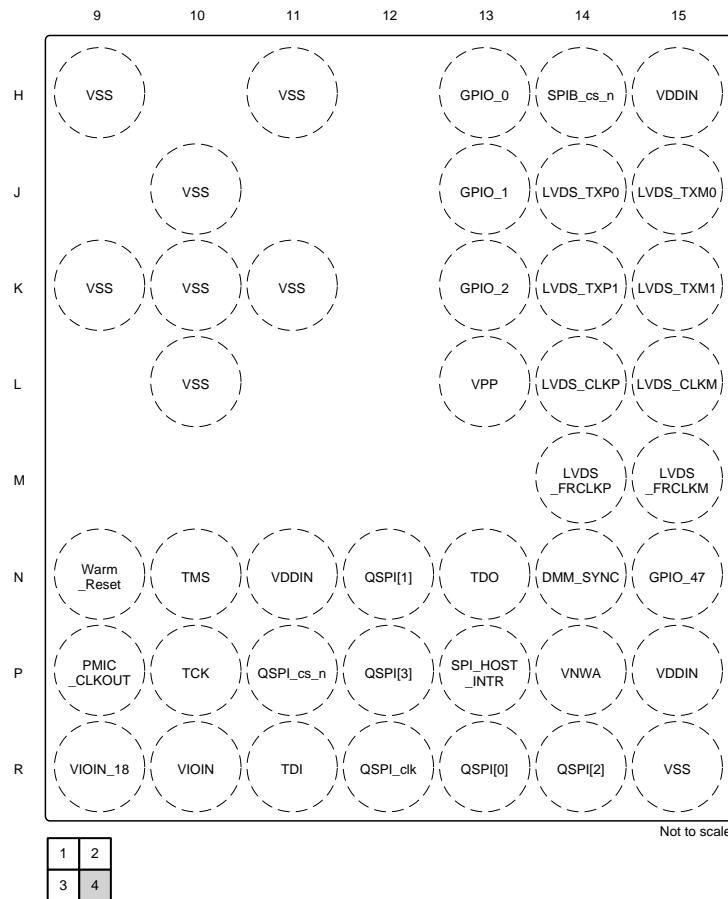 9 10 11 12 13 14 15
H VSS VSS GPIO_0 SPIB_cs_n VDDIN
J VSS GPIO_1 LVDS_TXP0 LVDS_TXM0
K VSS VSS VSS GPIO_2 LVDS_TXP1 LVDS_TXM1
L VSS VPP LVDS_CLKP LVDS_CLKM
M LVDS LVDS
_FRCLKP _FRCLKM
N Warm TMS VDDIN QSPI[1] TDO DMM_SYNC GPIO_47
_Reset
P PMIC TCK QSPI_cs_n QSPI[3] SPI_HOST VNWA VDDIN
_CLKOUT _INTR
R VIOIN_18 VIOIN TDI QSPI_clk QSPI[0] QSPI[2] VSS
Not to scale
1 2
3 4